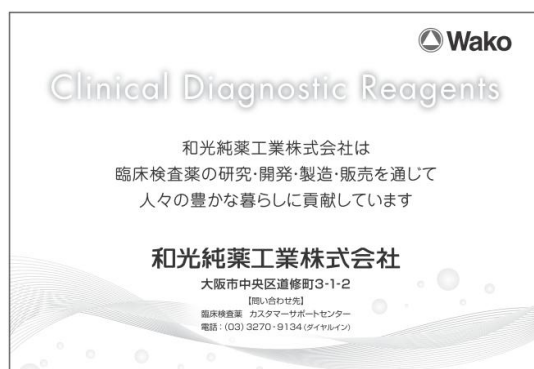 Wako
Clinical Diagnostic Reagents
和光純薬工業株式会社は
臨床検査薬の研究・開発・製造・販売を通じて
人々の豊かな暮らしに貢献しています
和光純薬工業株式会社
大阪市中央区道修町3-1-2
【問い合わせ先】
臨床検査薬 カスタマーサポートセンター
電話：(03) 3270-9134 (ダイヤルイン)